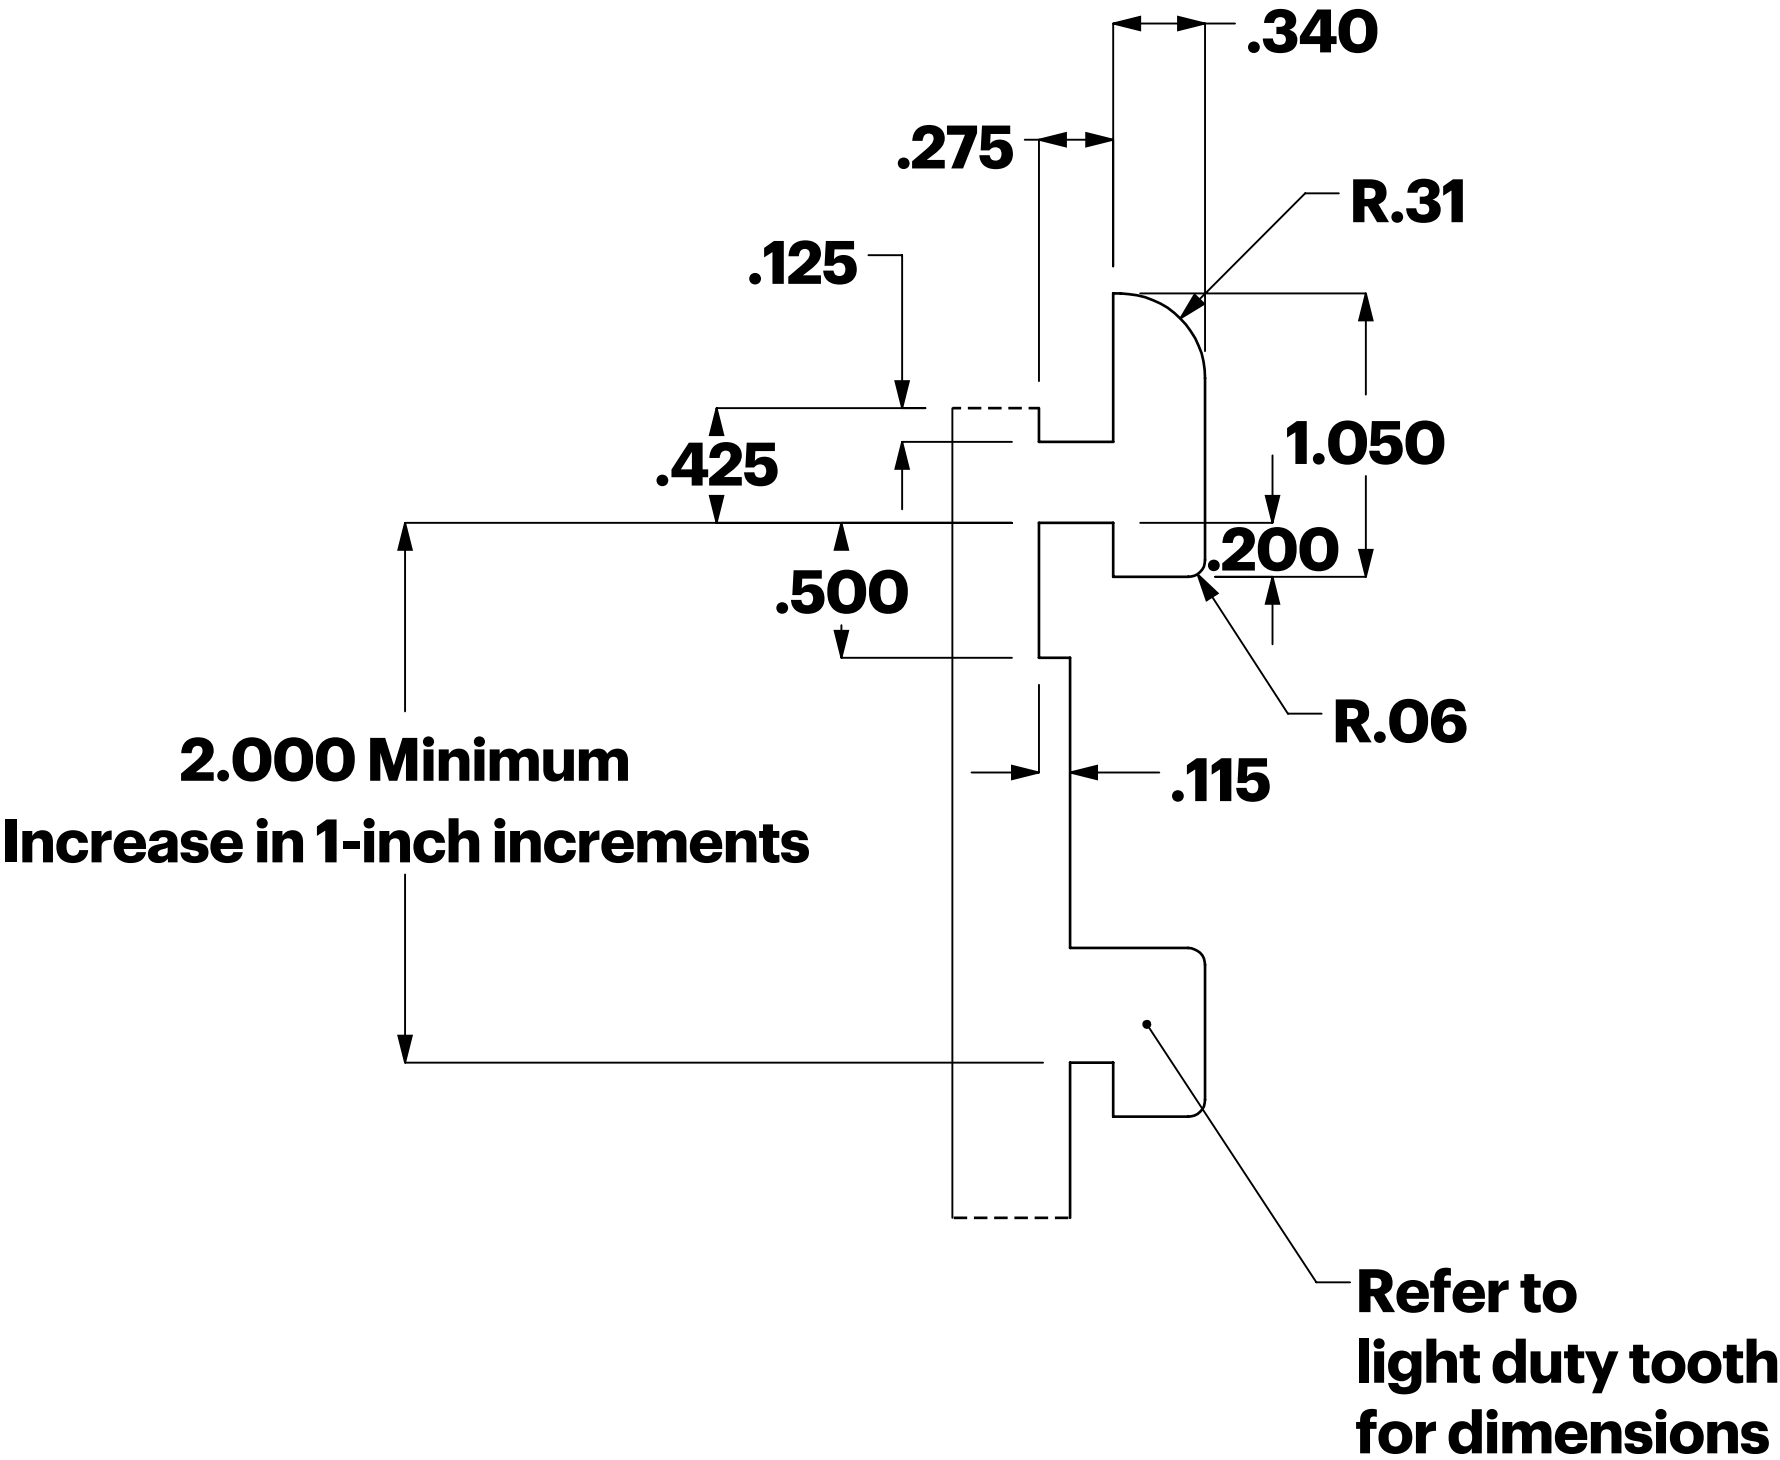 .340
.275
R.31
.125
1.050
.425
.200
.500
R.06
2.000 Minimum
.115
Increase in 1-inch increments
Refer to
light duty tooth
for dimensions